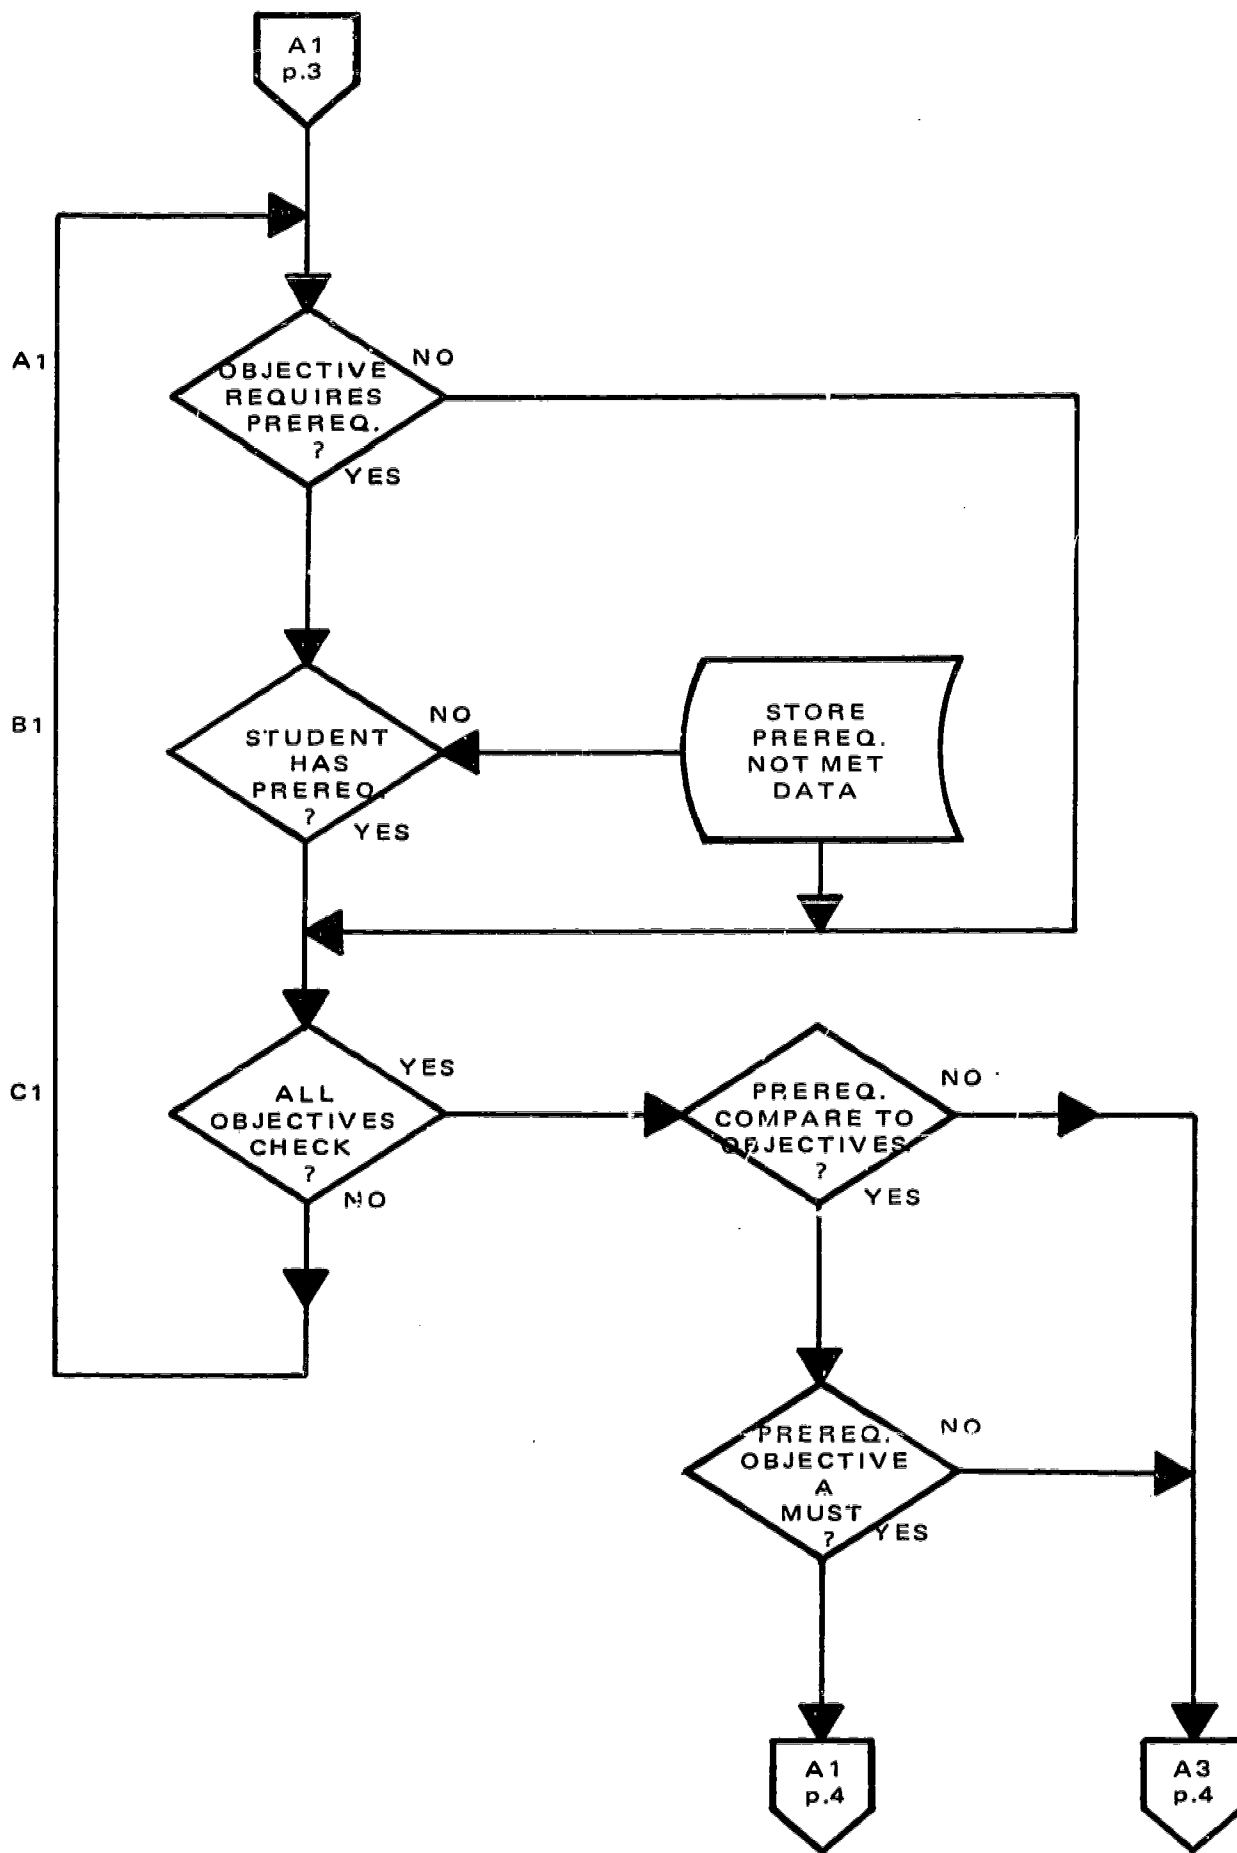 A1
p.3
A1
NO
OBJECTIVE
REQUIRES
PREREQ.
?
YES
B1
NO
STUDENT
HAS
PREREQ.
?
YES
STORE
PREREQ.
NOT MET
DATA
C1
YES
ALL
OBJECTIVES
CHECK
?
NO
NO
PREREQ.
COMPARE TO
OBJECTIVES
?
YES
NO
PREREQ.
OBJECTIVE
A
MUST
?
YES
A1
p.4
A3
p.4